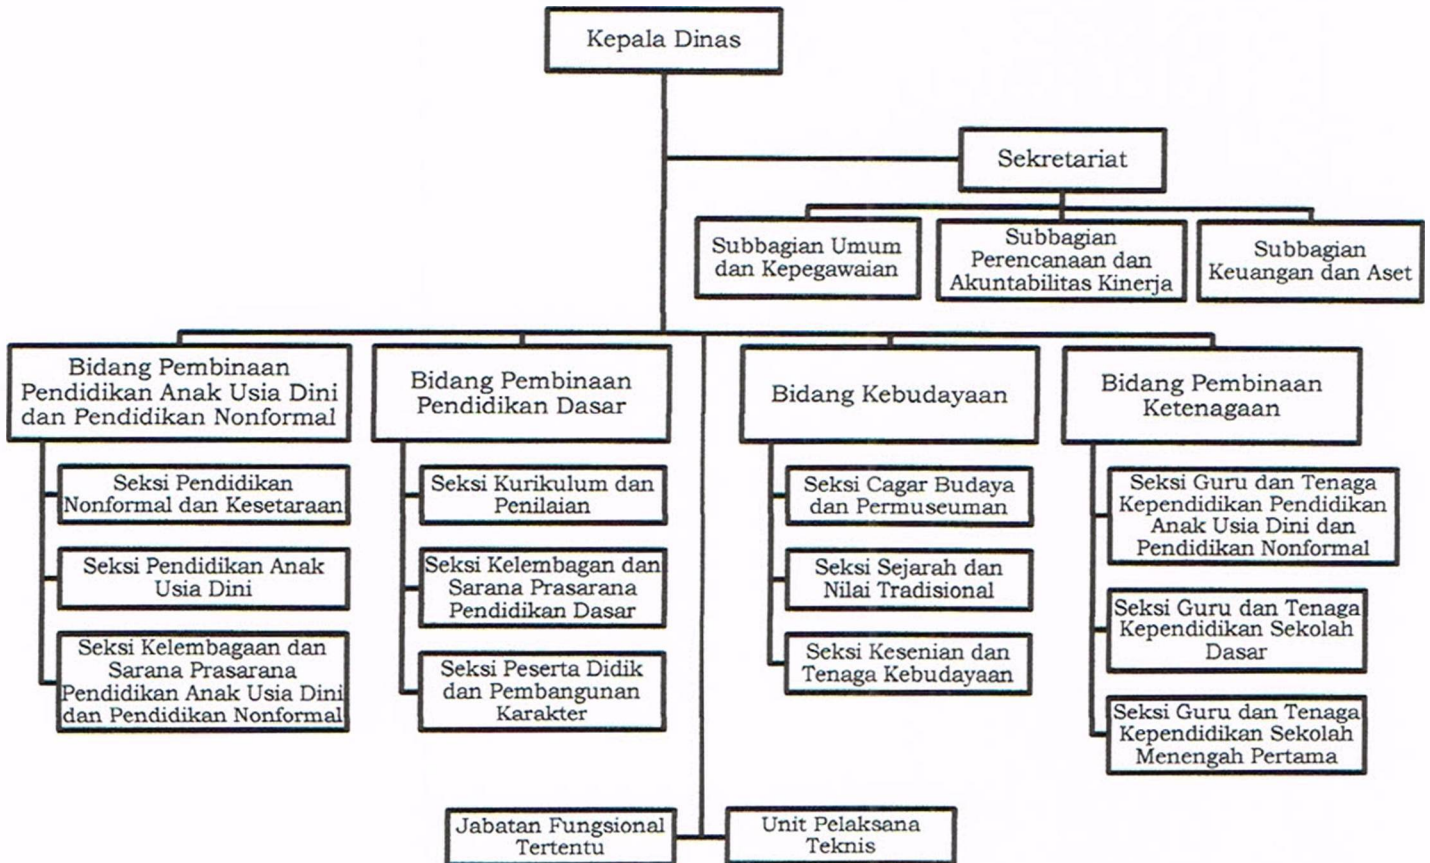 Kepala Dinas
Sekretariat
Subbagian Umum
dan Kepegawaian
Subbagian
Perencanaan dan
Akuntabilitas Kinerja
Subbagian
Keuangan dan Aset
Bidang Pembinaan
Pendidikan Anak Usia Dini
dan Pendidikan Nonformal
Seksi Pendidikan
Nonformal dan Kesetaraan
Seksi Pendidikan Anak
Usia Dini
Seksi Kelembagaan dan
Sarana Prasarana
Pendidikan Anak Usia Dini
dan Pendidikan Nonformal
Bidang Pembinaan
Pendidikan Dasar
Seksi Kurikulum dan
Penilaian
Seksi Kelembagan dan
Sarana Prasarana
Pendidikan Dasar
Seksi Peserta Didik
dan Pembangunan
Karakter
Bidang Kebudayaan
Seksi Cagar Budaya
dan Permuseuman
Seksi Sejarah dan
Nilai Tradisional
Seksi Kesenian dan
Tenaga Kebudayaan
Bidang Pembinaan
Ketenagaan
Seksi Guru dan Tenaga
Kependidikan Pendidikan
Anak Usia Dini dan
Pendidikan Nonformal
Seksi Guru dan Tenaga
Kependidikan Sekolah
Dasar
Seksi Guru dan Tenaga
Kependidikan Sekolah
Menengah Pertama
Jabatan Fungsional
Tertentu
Unit Pelaksana
Teknis